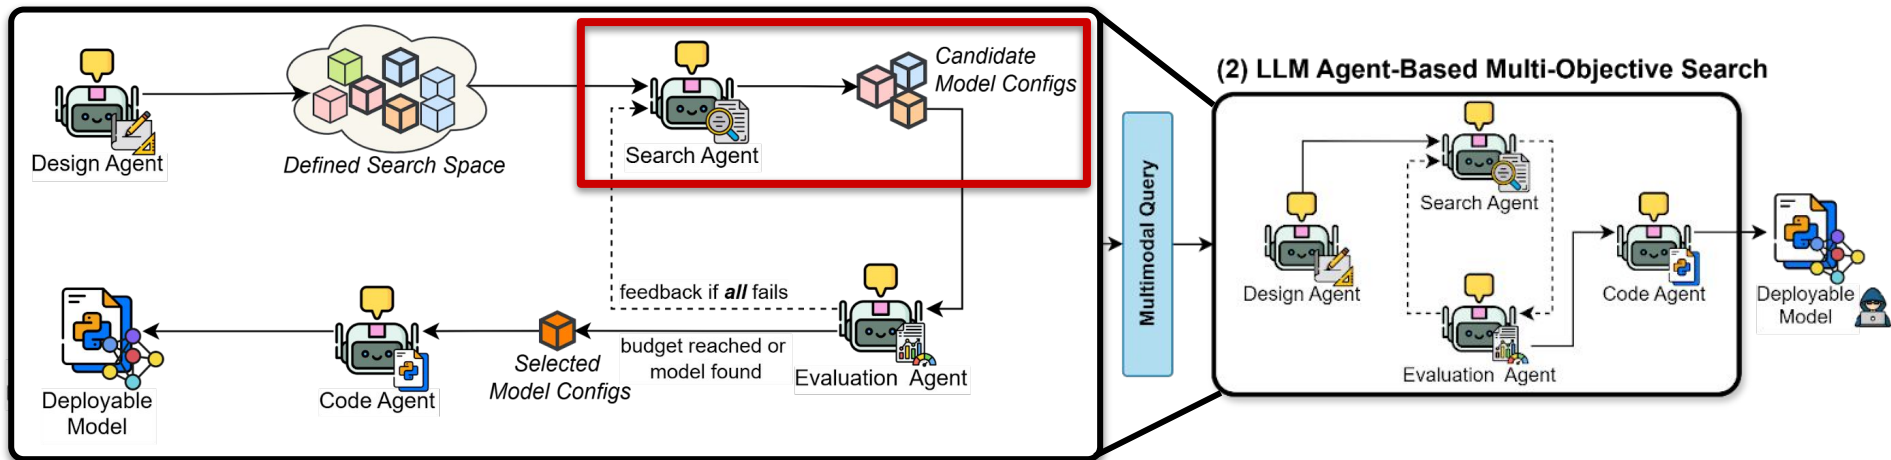 Design Agent
Defined Search Space
Search Agent
Candidate
Model Configs
feedback if all fails
budget reached or
model found
Evaluation Agent
Selected
Model Configs
Code Agent
Deployable
Model
Multimodal Query
(2) LLM Agent-Based Multi-Objective Search
Search Agent
Design Agent
Evaluation Agent
Code Agent
Deployable
Model